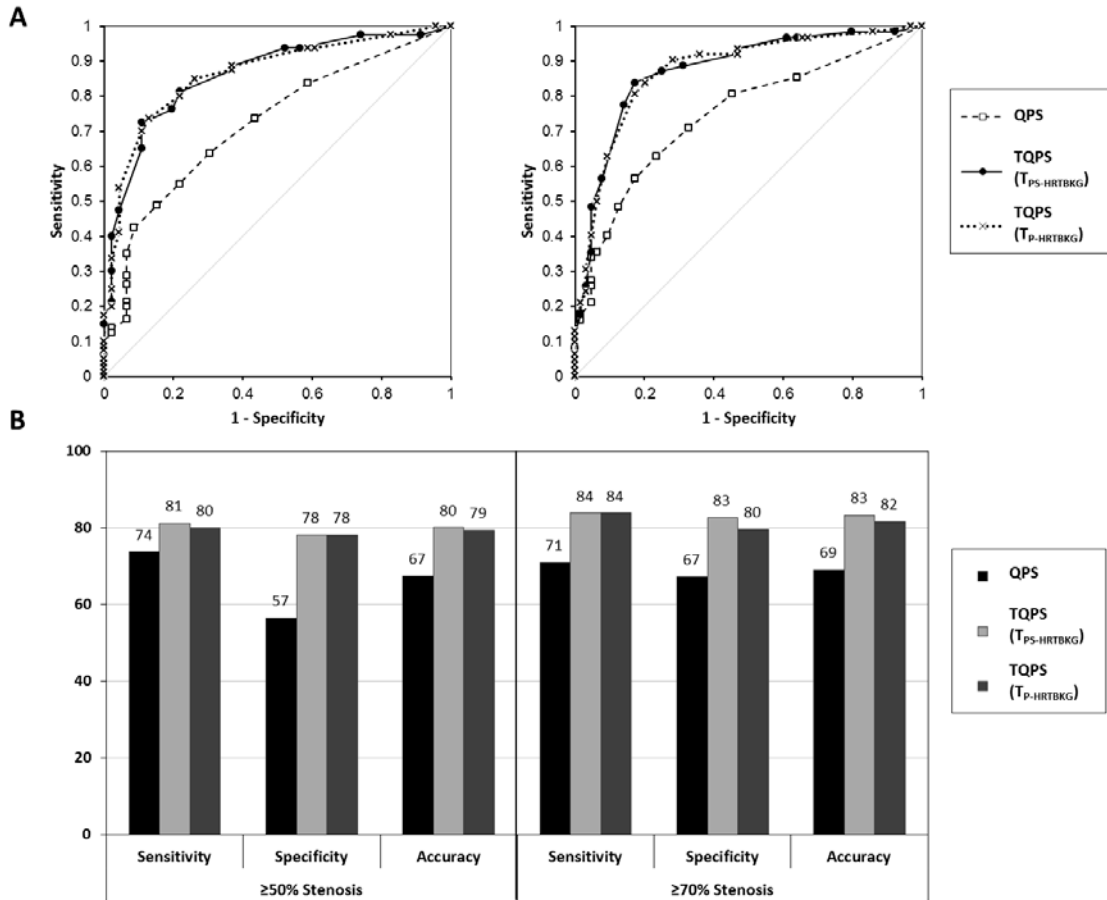 A
1
0.9
0.8
0.7
0.6
0.5
0.4
0.3
0.2
0.1
0
Sensitivity
0 0.2 0.4 0.6 0.8 1
1 - Specificity
1
0.9
0.8
0.7
0.6
0.5
0.4
0.3
0.2
0.1
0
Sensitivity
0 0.2 0.4 0.6 0.8 1
1 - Specificity
QPS
TQPS
(TPS-HRTBKG)
TQPS
(TP-HRTBKG)
B
100
80
60
40
20
0
74 81 80
57 78 78
67 80 79
71 84 84
67 83 80
69 83 82
Sensitivity Specificity Accuracy Sensitivity Specificity Accuracy
≥50% Stenosis ≥70% Stenosis
QPS
TQPS
(TPS-HRTBKG)
TQPS
(TP-HRTBKG)